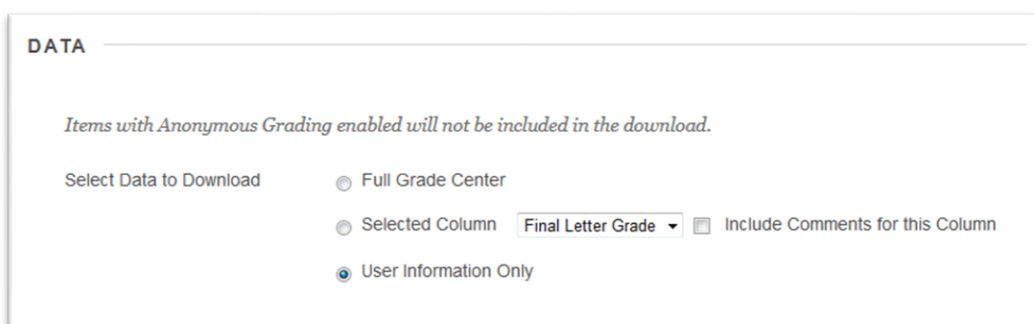 DATA
Items with Anonymous Grading enabled will not be included in the download.
Select Data to Download Full Grade Center
Selected Column Final Letter Grade Include Comments for this Column
User Information Only